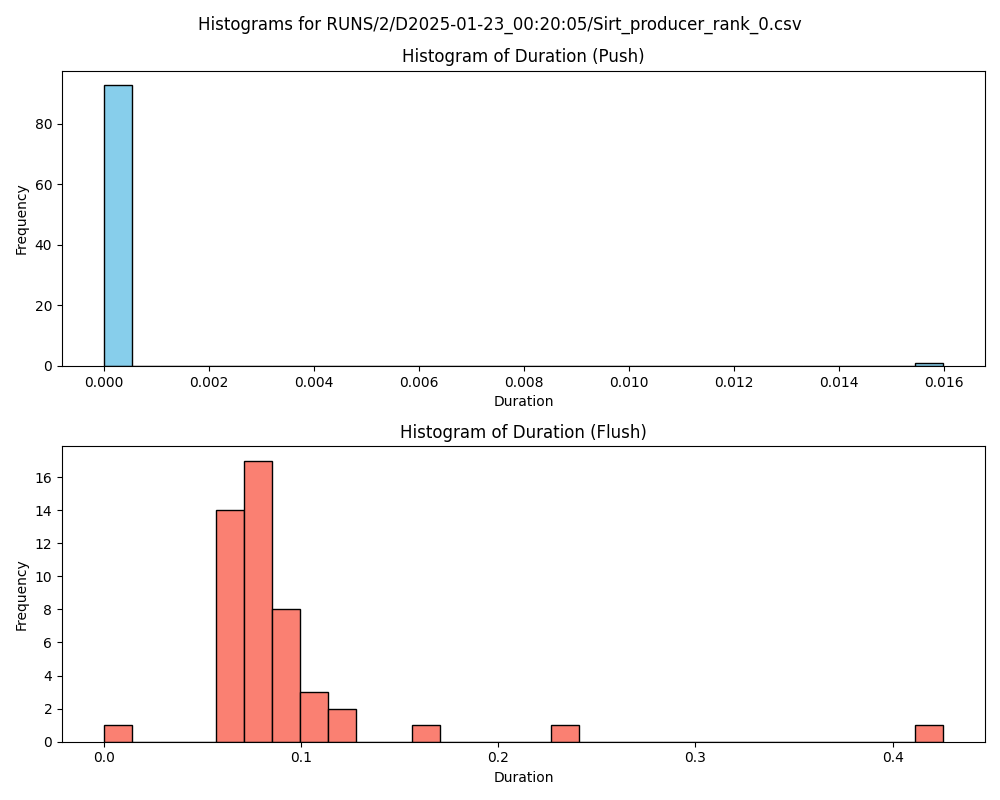 Histograms for RUNS/2/D2025-01-23_00:20:05/Sirt_producer_rank_0.csv
Histogram of Duration (Push)
80
60
40
20
0
Frequency
0.000 0.002 0.004 0.006 0.008 0.010 0.012 0.014 0.016
Duration
Histogram of Duration (Flush)
16
14
12
10
8
6
4
2
0
Frequency
0.0 0.1 0.2 0.3 0.4
Duration